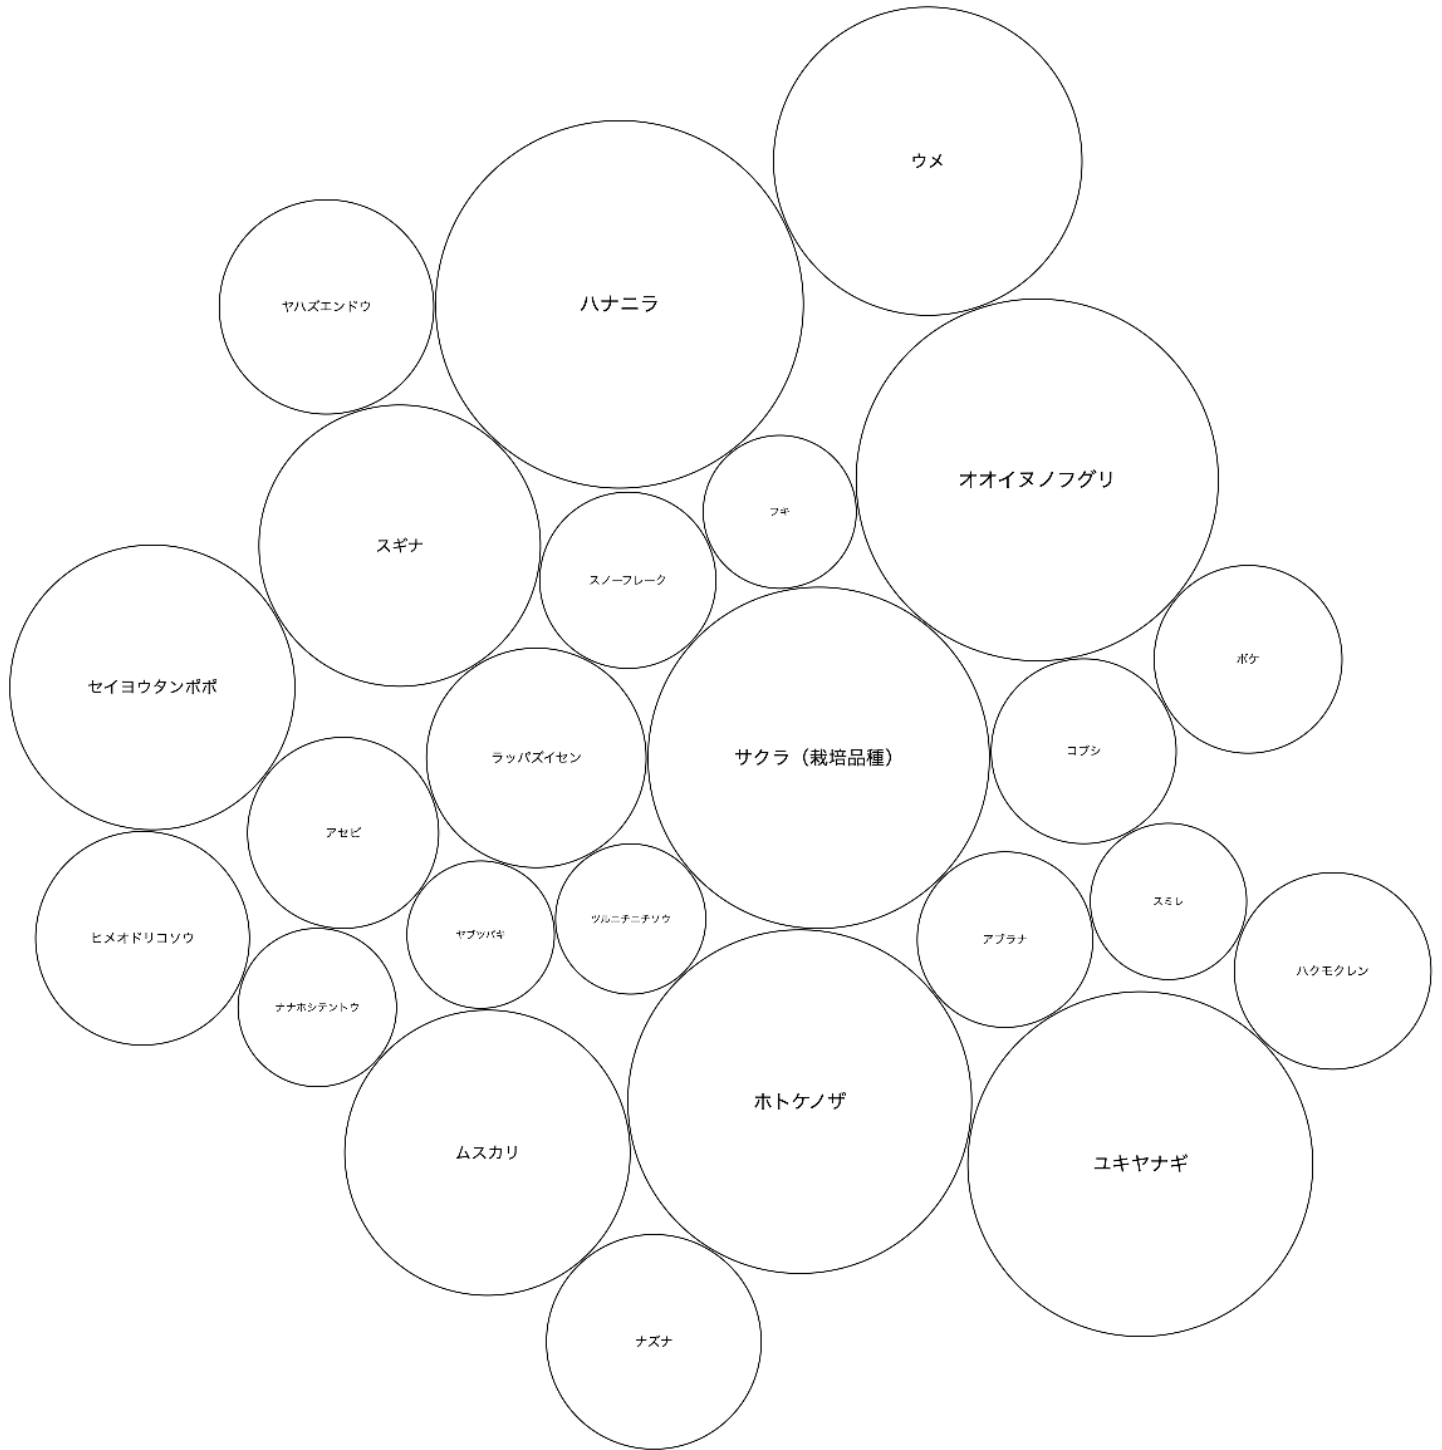 ウメ
ハナニラ
ヤハズエンドウ
オオイヌノフグリ
フキ
スギナ
スノーフレーク
ボケ
セイヨウタンポポ
コブシ
ラッパズイセン
サクラ（栽培品種）
アセビ
スミレ
ツルニチニチソウ
ヤブツバキ
ヒメオドリコソウ
アブラナ
ハクモクレン
ナナホシテントウ
ホトケノザ
ムスカリ
ユキヤナギ
ナズナ